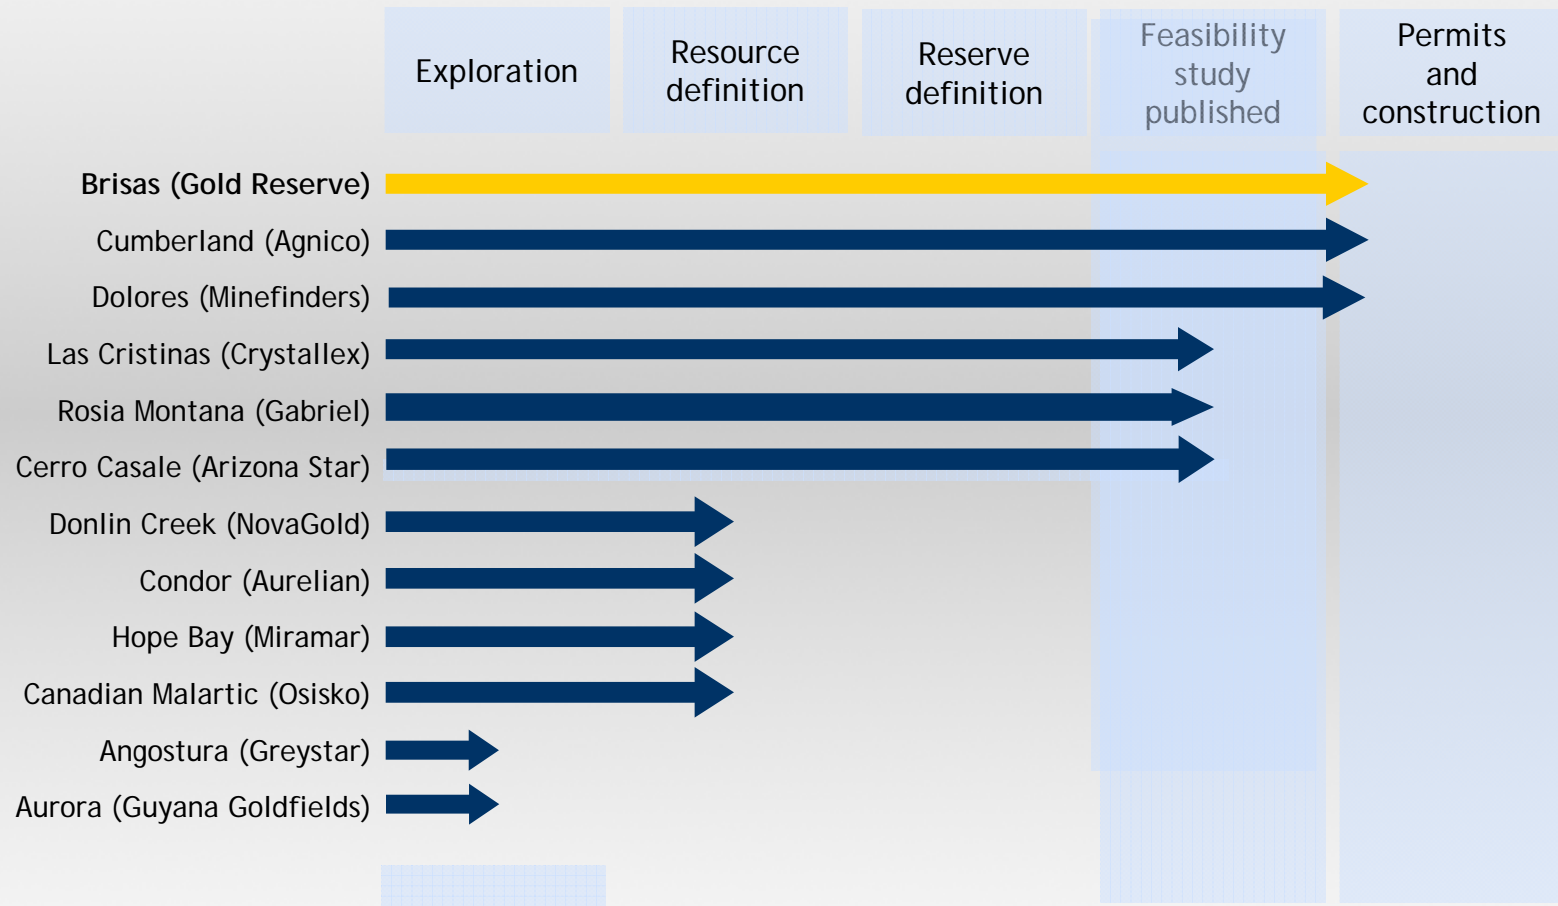 Exploration
Resource
definition
Reserve
definition
Feasibility
study
published
Permits
and
construction
Brisas (Gold Reserve)
Cumberland (Agnico)
Dolores (Minefinders)
Las Cristinas (Crystallex)
Rosia Montana (Gabriel)
Cerro Casale (Arizona Star)
Donlin Creek (NovaGold)
Condor (Aurelian)
Hope Bay (Miramar)
Canadian Malartic (Osisko)
Angostura (Greystar)
Aurora (Guyana Goldfields)